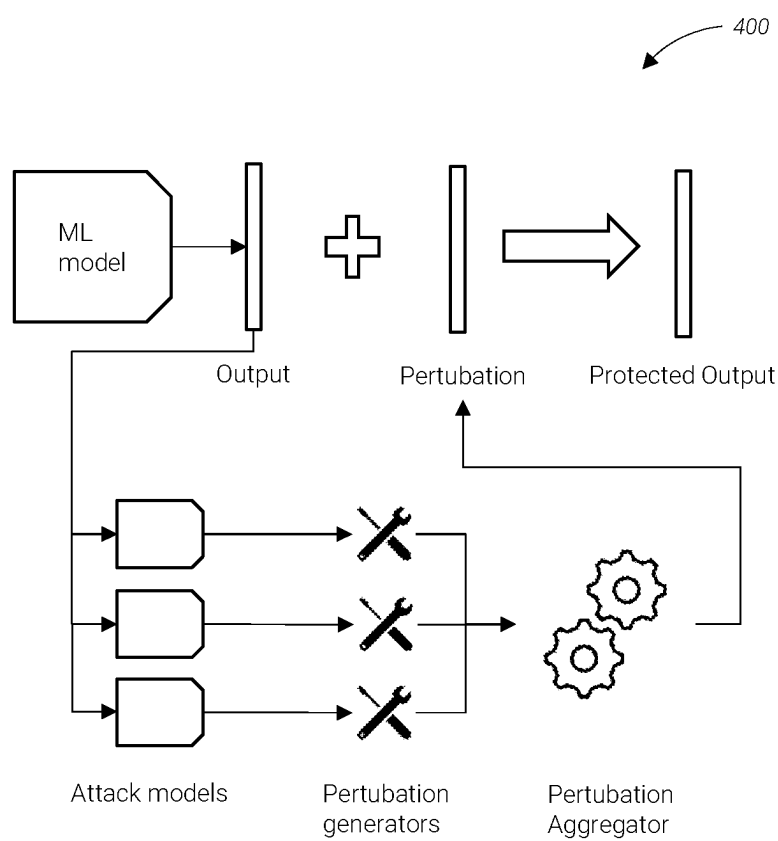 400
ML
model
Output
Pertubation
Protected Output
Attack models
Pertubation
generators
Pertubation
Aggregator